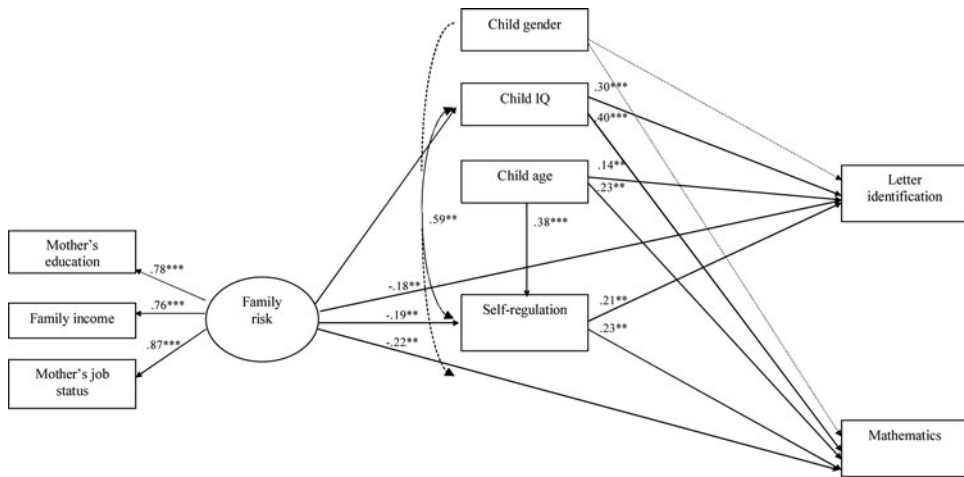 Child gender
Child IQ
.30***
.40***
Child age
.14**
.23**
Letter
identification
.59**
.38***
Mother's
education
.78***
Family income
.76***
Family
risk
-.18**
Self-regulation
.21**
-.19**
.23**
-.22**
Mother's job
status
.87***
Mathematics